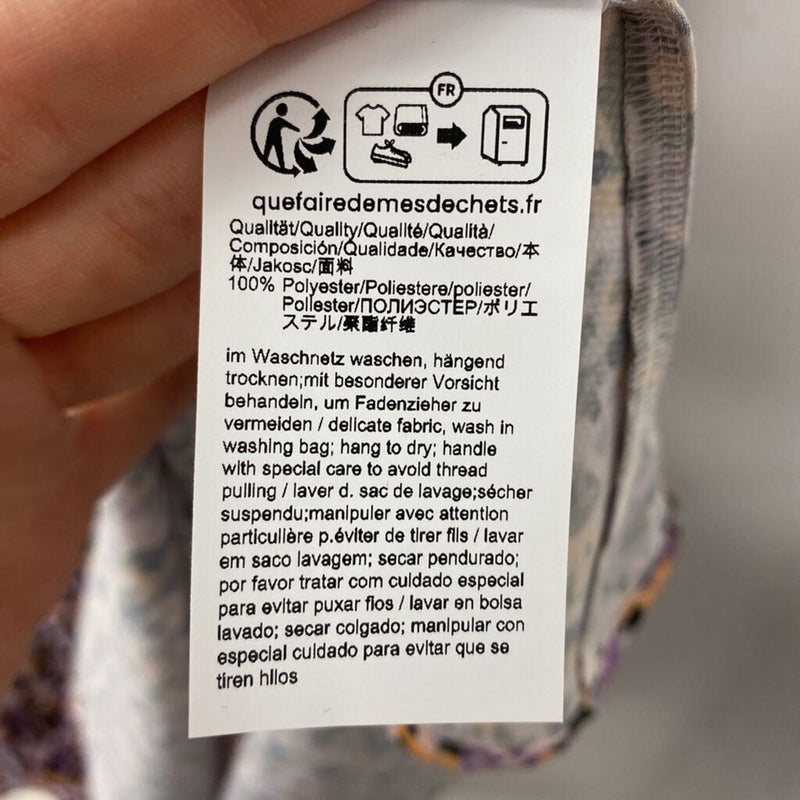 FR
quefairedemesdechets.fr
Qualität/Quality/Qualité/Qualità/
Composición/Qualidade/Качество/本
体/Jakosc/面料
100% Polyester/Poliestere/poliester/
Poliester/ПОЛИЭСТЕР/ポリエ
ステル/聚酯纤维
im Waschnetz waschen, hängend
trocknen;mit besonderer Vorsicht
behandeln, um Fadenzieher zu
vermeiden / delicate fabric, wash in
washing bag; hang to dry; handle
with special care to avoid thread
pulling / laver d. sac de lavage;sécher
suspendu;manipuler avec attention
particulière p.éviter de tirer fils / lavar
em saco lavagem; secar pendurado;
por favor tratar com cuidado especial
para evitar puxar fios / lavar en bolsa
lavado; secar colgado; manipular con
especial cuidado para evitar que se
tiren hilos